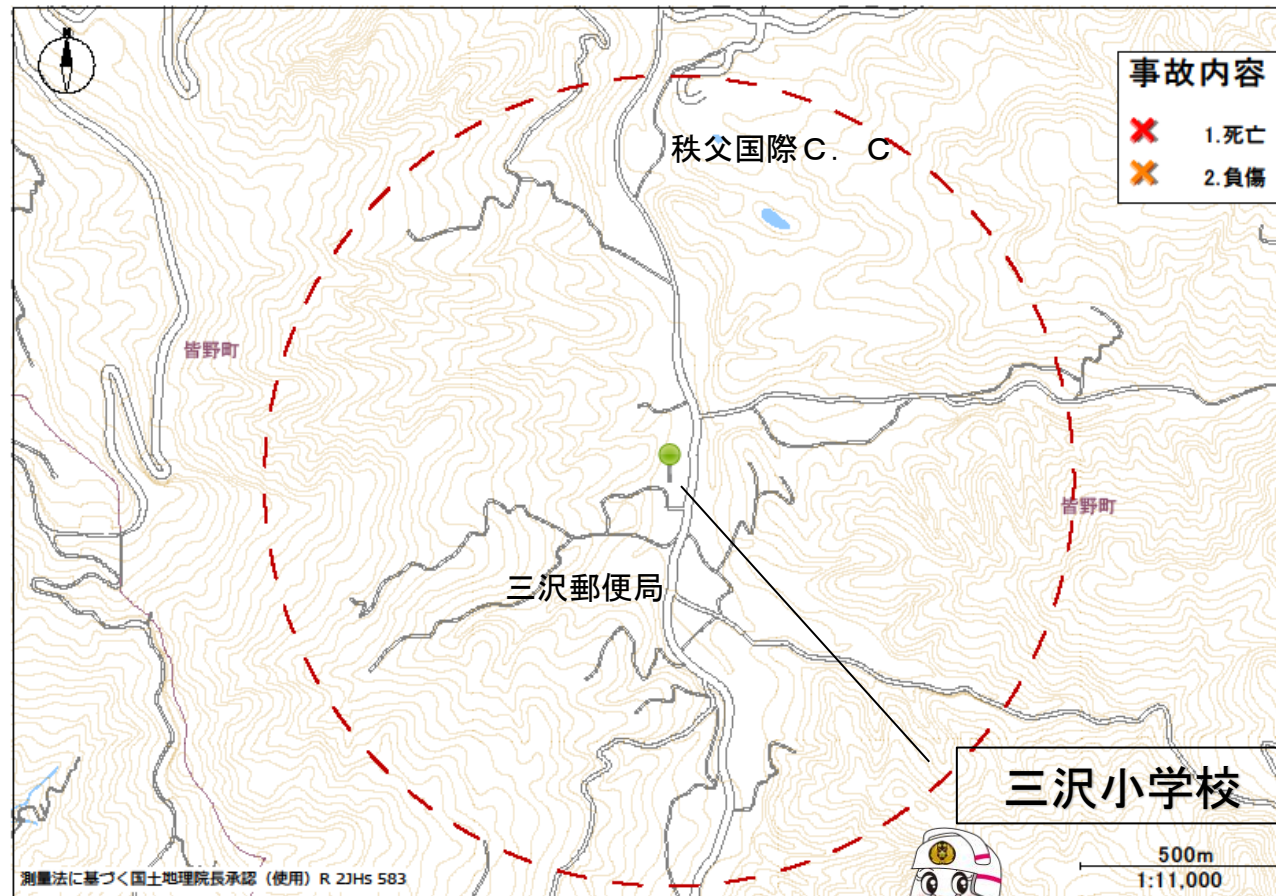 N
事故内容
1.死亡
2.負傷
秩父国際C．C
皆野町
皆野町
三沢郵便局
三沢小学校
500m
1:11,000
測量法に基づく国土地理院長承認（使用）R 2JHs 583